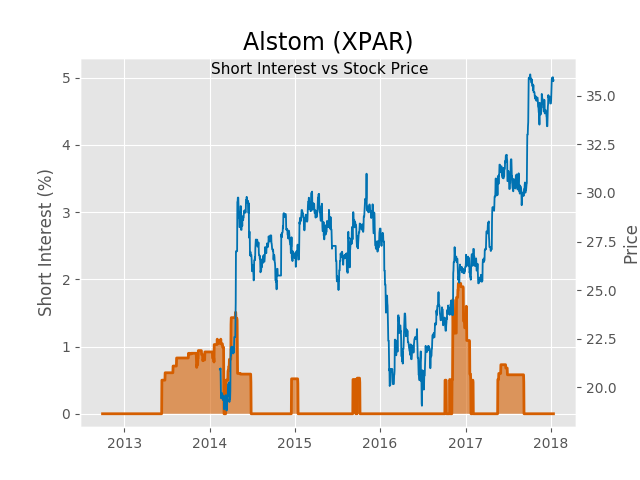 Alstom (XPAR)
Short Interest vs Stock Price
Short Interest (%)
5
4
3
2
1
0
35.0
32.5
30.0
27.5
25.0
22.5
20.0
Price
2013 2014 2015 2016 2017 2018